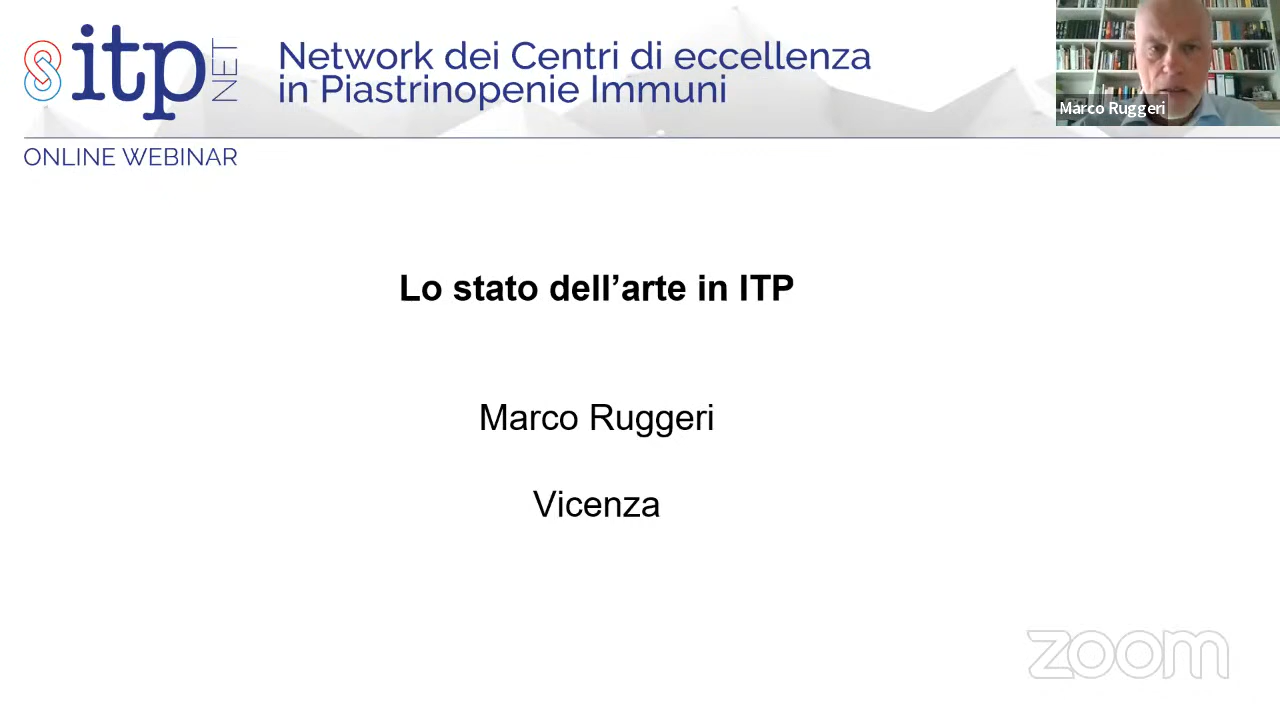 itp NET
Network dei Centri di eccellenza
in Piastrinopenie Immuni
Marco Ruggeri
ONLINE WEBINAR
Lo stato dell’arte in ITP
Marco Ruggeri
Vicenza
zoom